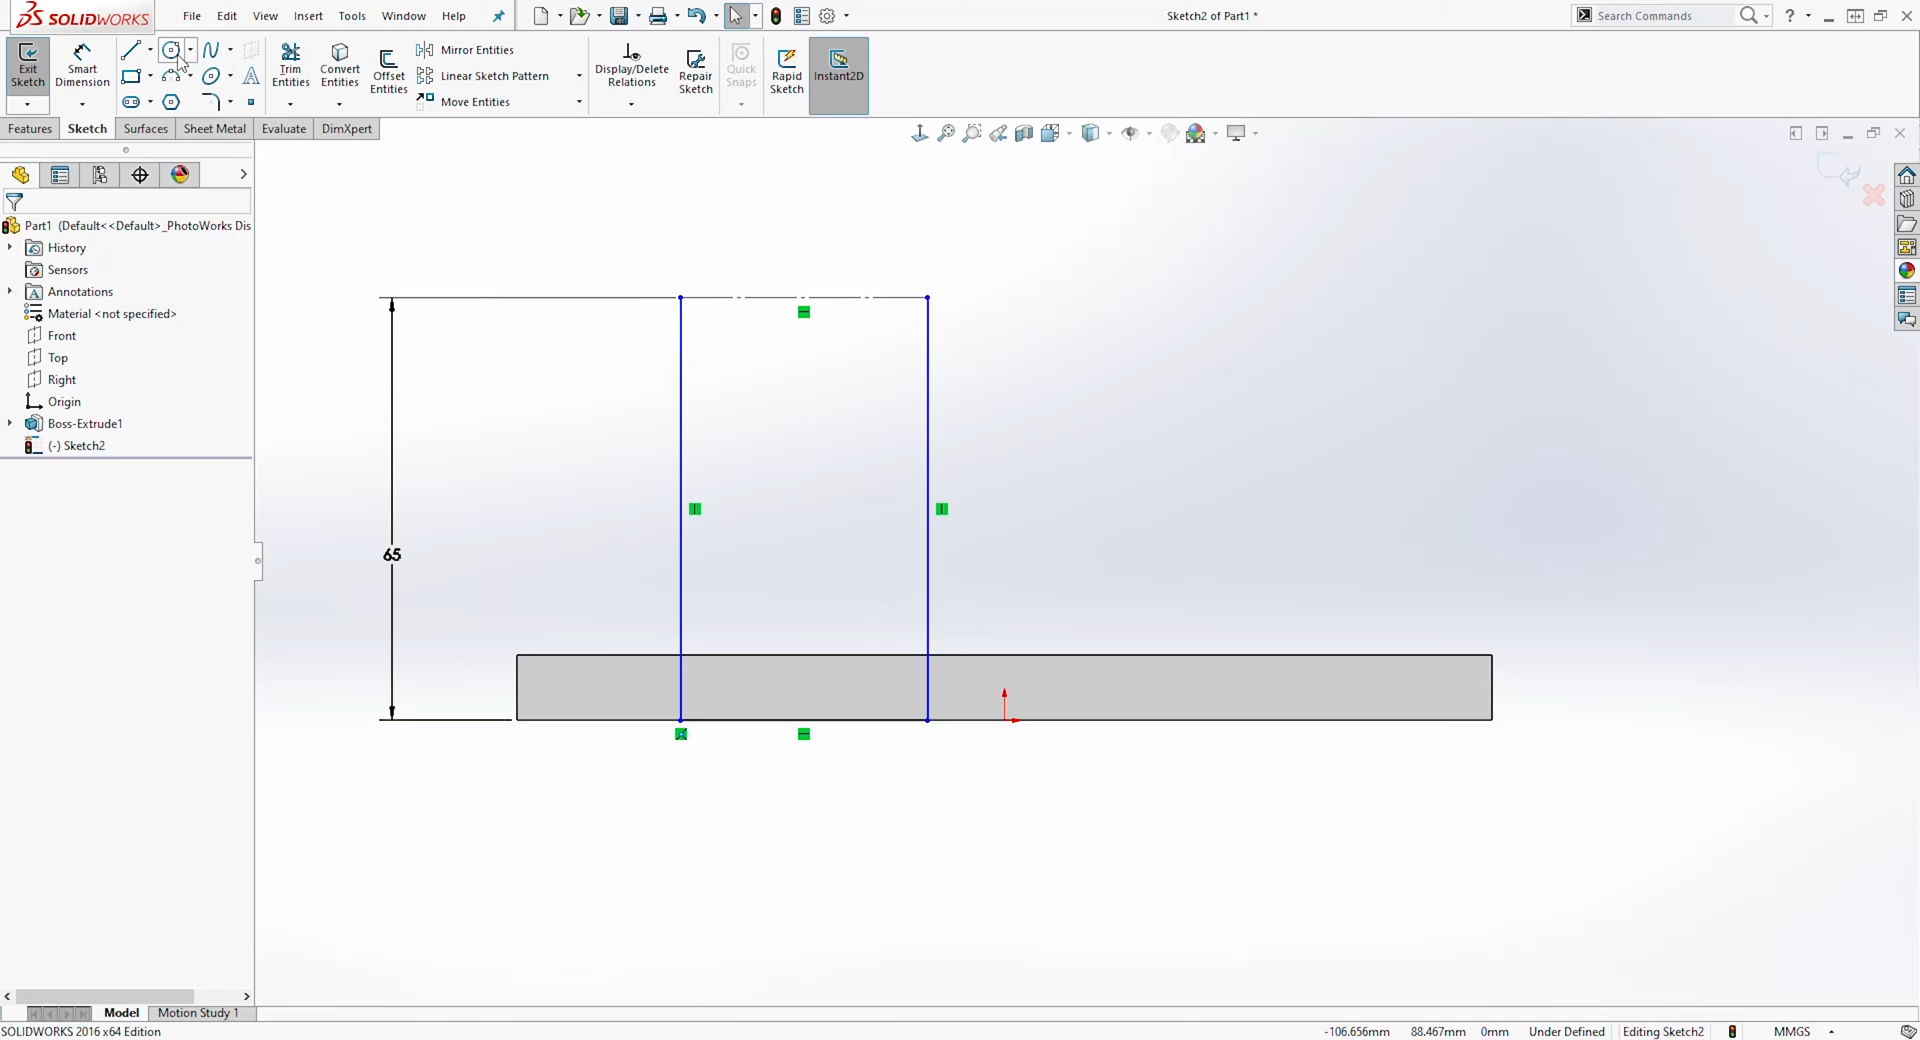 SOLIDWORKS File Edit View Insert Tools Window Help Sketch2 of Part1 * Search Commands ?
Exit Sketch Smart Dimension Trim Entities Convert Entities Offset Entities Mirror Entities Linear Sketch Pattern Move Entities Display/Delete Relations Repair Sketch Quick Snaps Rapid Sketch Instant2D
Features Sketch Surfaces Sheet Metal Evaluate DimXpert
Part1 (Default<<Default>_PhotoWorks Dis
History
Sensors
Annotations
Material <not specified>
Front
Top
Right
Origin
Boss-Extrude1
(-) Sketch2
65
Model Motion Study 1
SOLIDWORKS 2016 x64 Edition -106.656mm 88.467mm 0mm Under Defined Editing Sketch2 MMGS